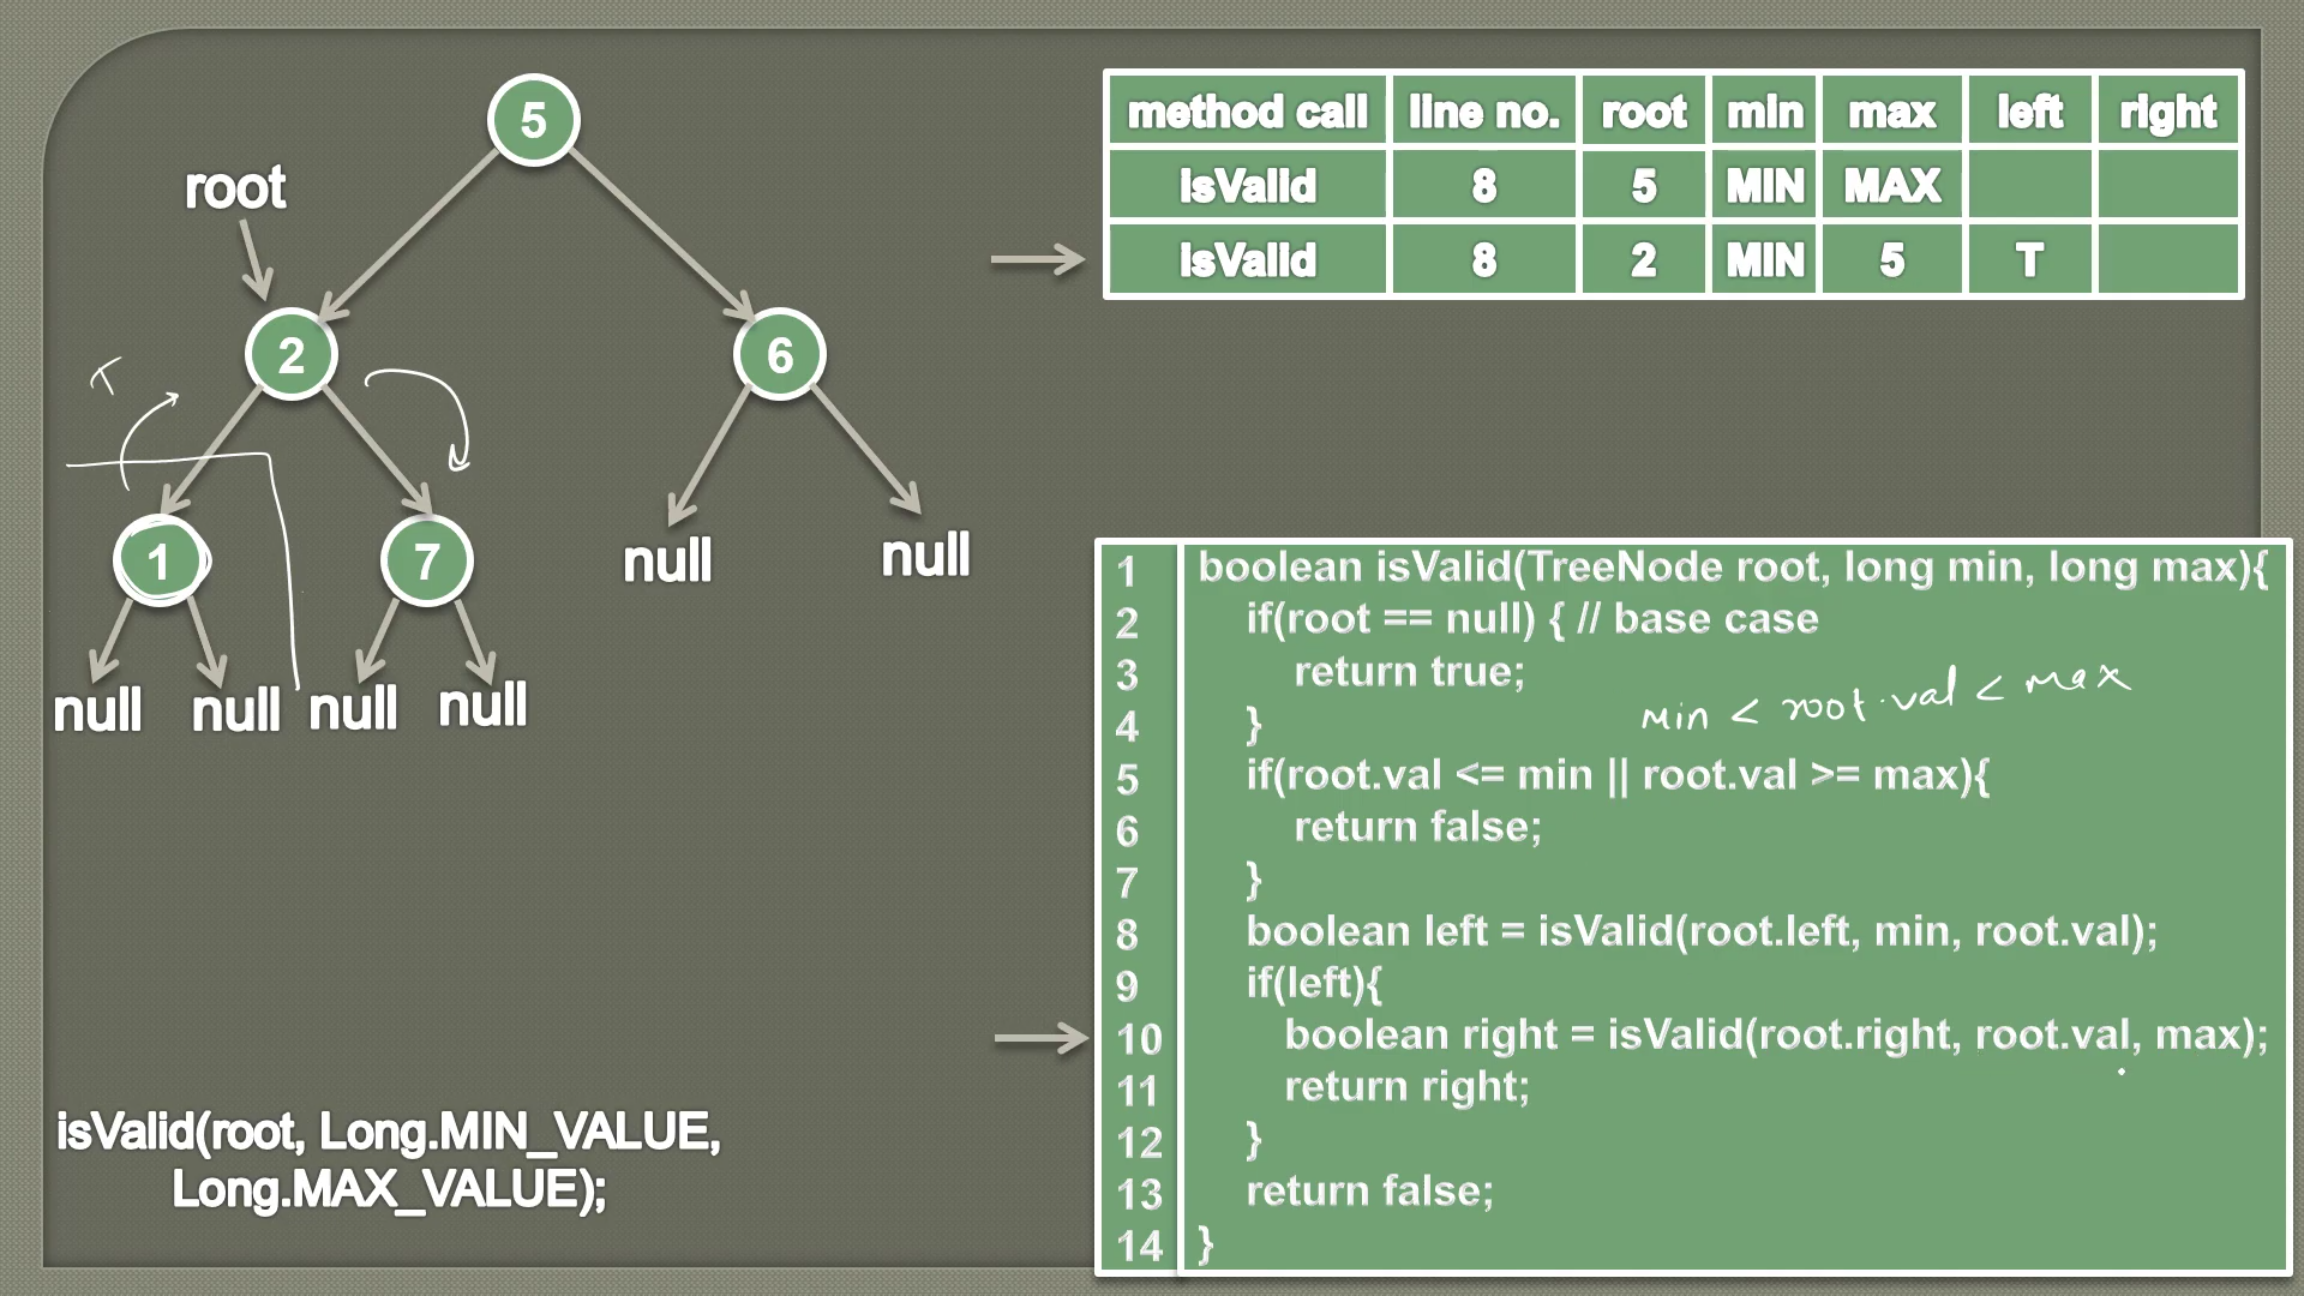 5
root
2
6
T
1
7
null
null
null
null
null
null
isValid(root, Long.MIN_VALUE,
Long.MAX_VALUE);
method call line no. root min max left right
isValid 8 5 MIN MAX
isValid 8 2 MIN 5 T
1 boolean isValid(TreeNode root, long min, long max){
2 if(root == null) { // base case
3 return true;
min < root.val < max
4 }
5 if(root.val <= min || root.val >= max){
6 return false;
7 }
8 boolean left = isValid(root.left, min, root.val);
9 if(left){
10 boolean right = isValid(root.right, root.val, max);
11 return right;
12 }
13 return false;
14 }